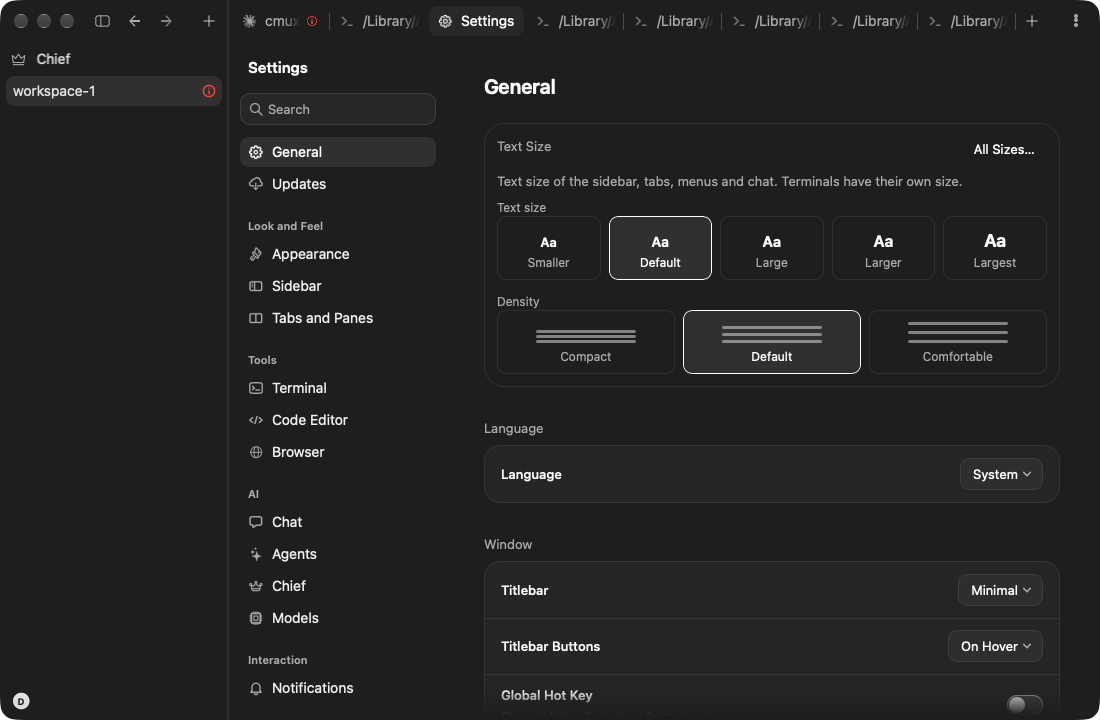 cmux
/Library/
Settings
/Library/
/Library/
/Library/
/Library/
/Library/
Chief
workspace-1
D
Settings
Search
General
Updates
Look and Feel
Appearance
Sidebar
Tabs and Panes
Tools
Terminal
Code Editor
Browser
AI
Chat
Agents
Chief
Models
Interaction
Notifications
General
Text Size
All Sizes...
Text size of the sidebar, tabs, menus and chat. Terminals have their own size.
Text size
Aa Aa Aa Aa Aa
Smaller Default Large Larger Largest
Density
Compact Default Comfortable
Language
Language System
Window
Titlebar Minimal
Titlebar Buttons On Hover
Global Hot Key